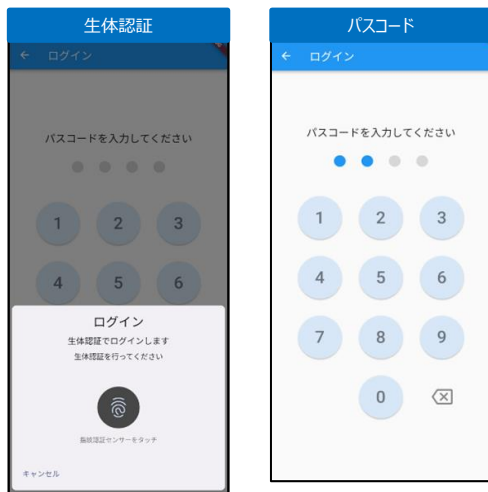 生体認証
← ログイン
パスコードを入力してください
1 2 3
4 5 6
ログイン
生体認証でログインします
生体認証を行ってください
指紋認証センサーをタッチ
キャンセル
パスコード
← ログイン
パスコードを入力してください
1 2 3
4 5 6
7 8 9
0